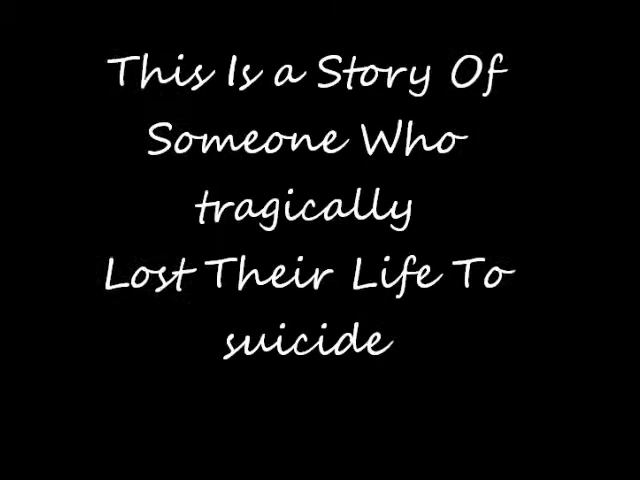 This Is a Story Of
Someone Who
tragically
Lost Their Life To
suicide